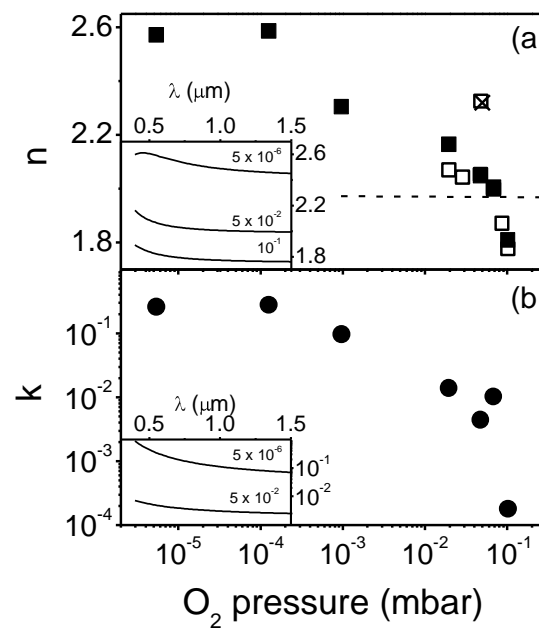 2.6
(a
λ (μm)
0.5 1.0 1.5
n
2.2
5 x 10⁻⁶
2.6
5 x 10⁻²
2.2
10⁻¹
1.8
1.8
(b)
10⁻¹
k
λ (μm)
10⁻²
0.5 1.0 1.5
5 x 10⁻⁶
10⁻¹
10⁻³
5 x 10⁻²
10⁻²
10⁻⁴
10⁻⁵ 10⁻⁴ 10⁻³ 10⁻² 10⁻¹
O₂ pressure (mbar)